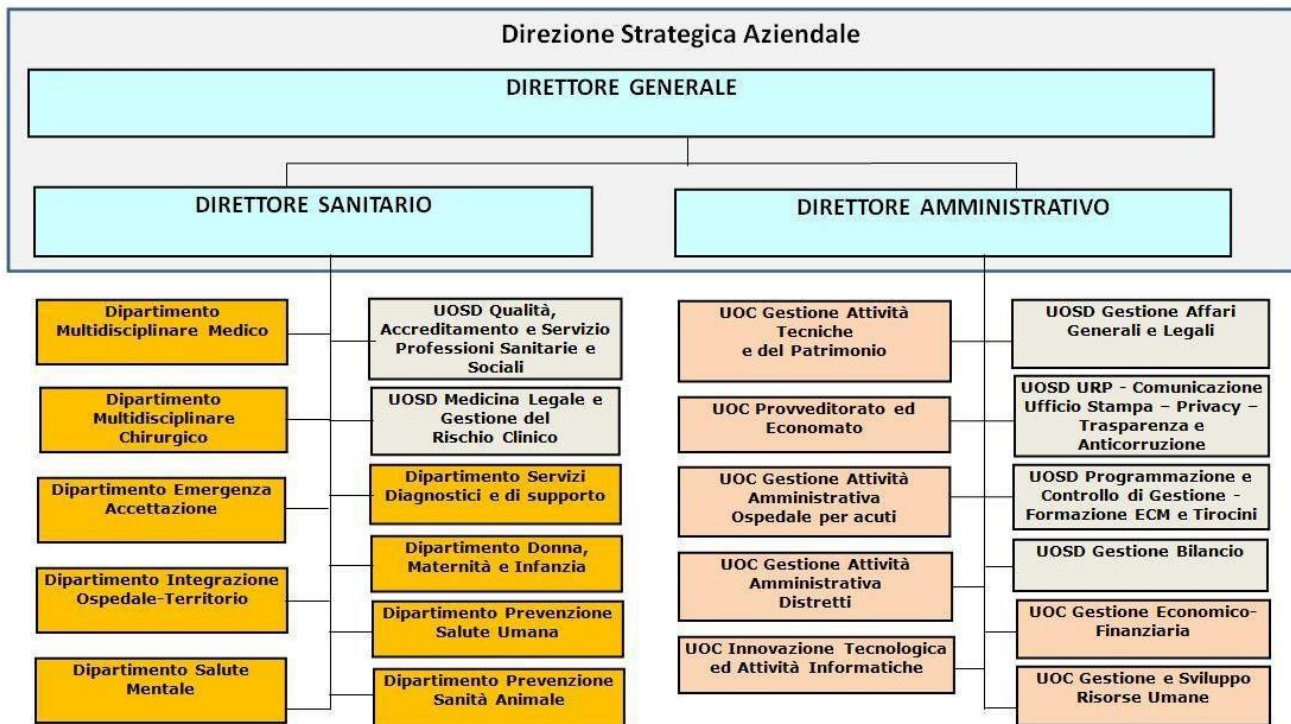 Direzione Strategica Aziendale
DIRETTORE GENERALE
DIRETTORE SANITARIO
DIRETTORE AMMINISTRATIVO
Dipartimento
Multidisciplinare Medico
Dipartimento
Multidisciplinare
Chirurgico
Dipartimento Emergenza
Accettazione
Dipartimento Integrazione
Ospedale-Territorio
Dipartimento Salute
Mentale
UOSD Qualità,
Accreditamento e Servizio
Professioni Sanitarie e
Sociali
UOSD Medicina Legale e
Gestione del
Rischio Clinico
Dipartimento Servizi
Diagnostici e di supporto
Dipartimento Donna,
Maternità e Infanzia
Dipartimento Prevenzione
Salute Umana
Dipartimento Prevenzione
Sanità Animale
UOC Gestione Attività
Tecniche
e del Patrimonio
UOC Provveditorato ed
Economato
UOC Gestione Attività
Amministrativa
Ospedale per acuti
UOC Gestione Attività
Amministrativa
Distretti
UOC Innovazione Tecnologica
ed Attività Informatiche
UOSD Gestione Affari
Generali e Legali
UOSD URP - Comunicazione
Ufficio Stampa – Privacy –
Trasparenza e
Anticorruzione
UOSD Programmazione e
Controllo di Gestione -
Formazione ECM e Tirocini
UOSD Gestione Bilancio
UOC Gestione Economico-
Finanziaria
UOC Gestione e Sviluppo
Risorse Umane